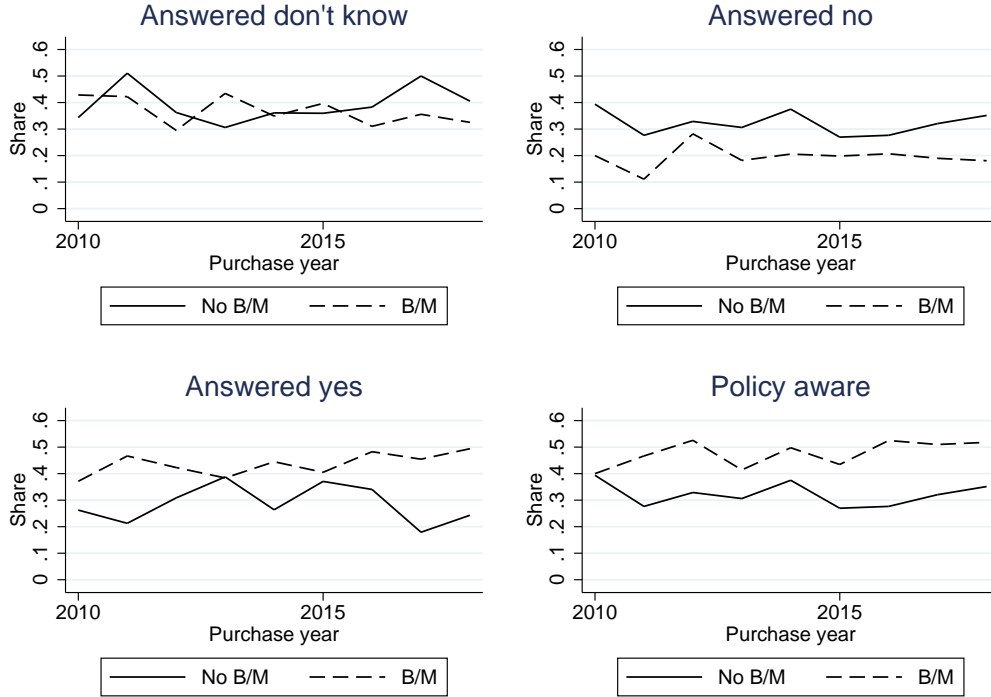 Answered don't know
Share
0 .1 .2 .3 .4 .5 .6
2010 2015
Purchase year
No B/M B/M
Answered no
Share
0 .1 .2 .3 .4 .5 .6
2010 2015
Purchase year
No B/M B/M
Answered yes
Share
0 .1 .2 .3 .4 .5 .6
2010 2015
Purchase year
No B/M B/M
Policy aware
Share
0 .1 .2 .3 .4 .5 .6
2010 2015
Purchase year
No B/M B/M